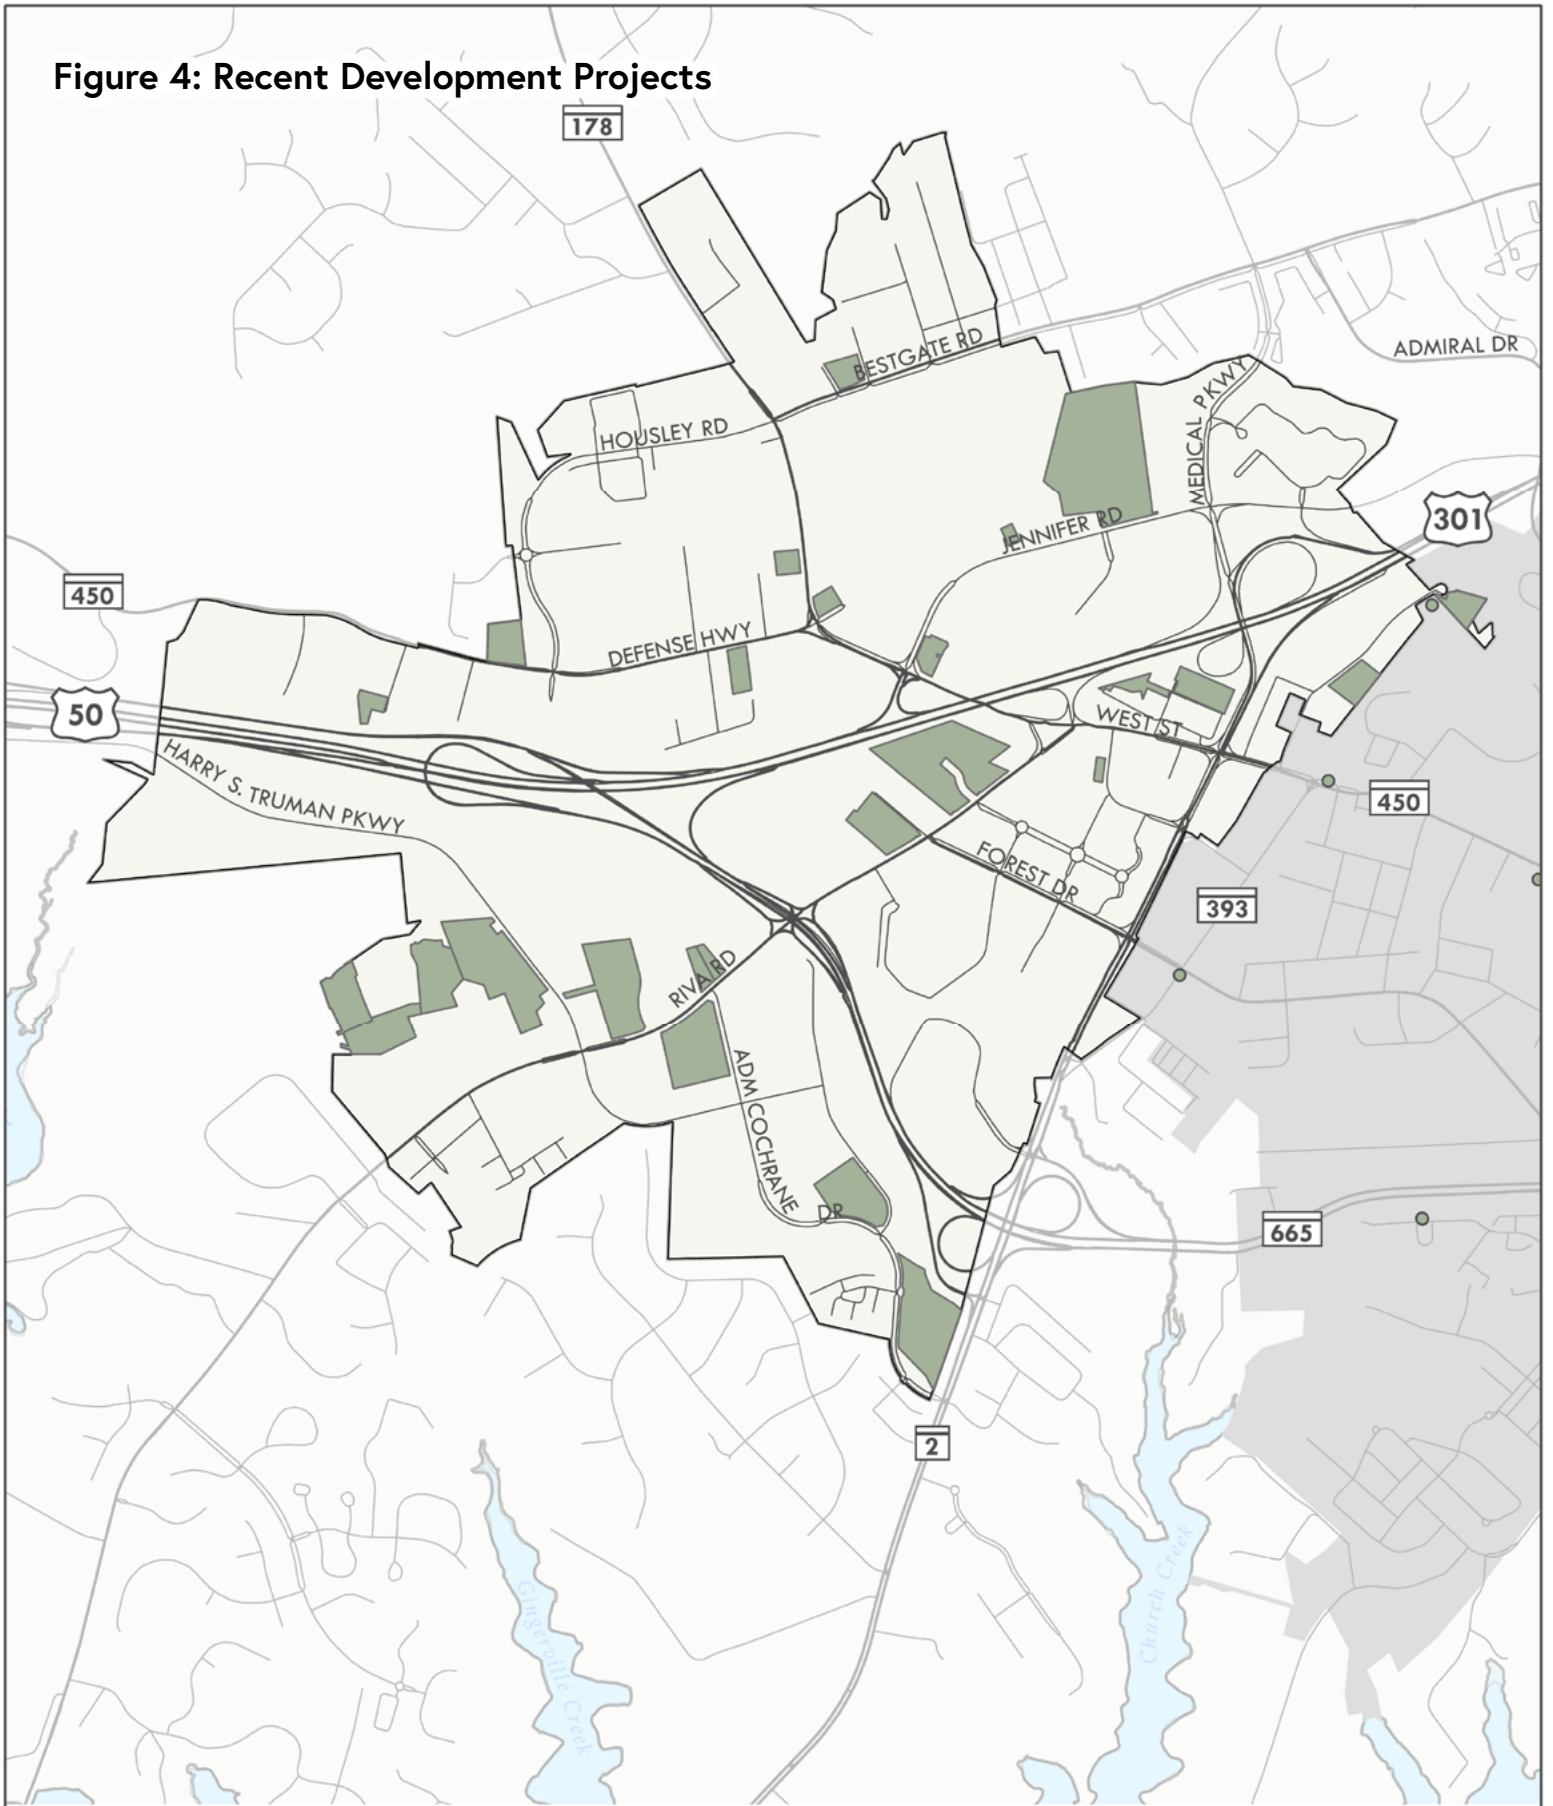 Figure 4: Recent Development Projects
178
ADMIRAL DR
BESTGATE RD
MEDICAL PKWY
HOUSLEY RD
301
JENNIFER RD
450
DEFENSE HWY
50
WEST ST
HARRY S. TRUMAN PKWY
450
FOREST DR
393
RIVA RD
ADM COCHRANE DR
665
2
Church Creek
Gingerville Creek